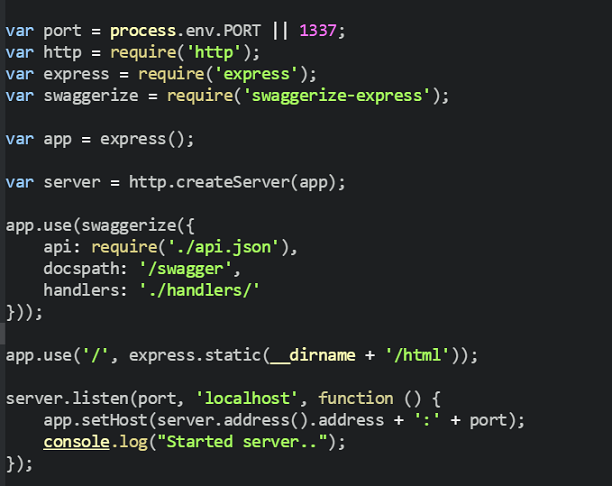 var port = process.env.PORT || 1337;
var http = require('http');
var express = require('express');
var swaggerize = require('swaggerize-express');
var app = express();
var server = http.createServer(app);
app.use(swaggerize({
    api: require('./api.json'),
    docspath: '/swagger',
    handlers: './handlers/'
}));
app.use('/', express.static(__dirname + '/html'));
server.listen(port, 'localhost', function () {
    app.setHost(server.address().address + ':' + port);
    console.log("Started server..");
});